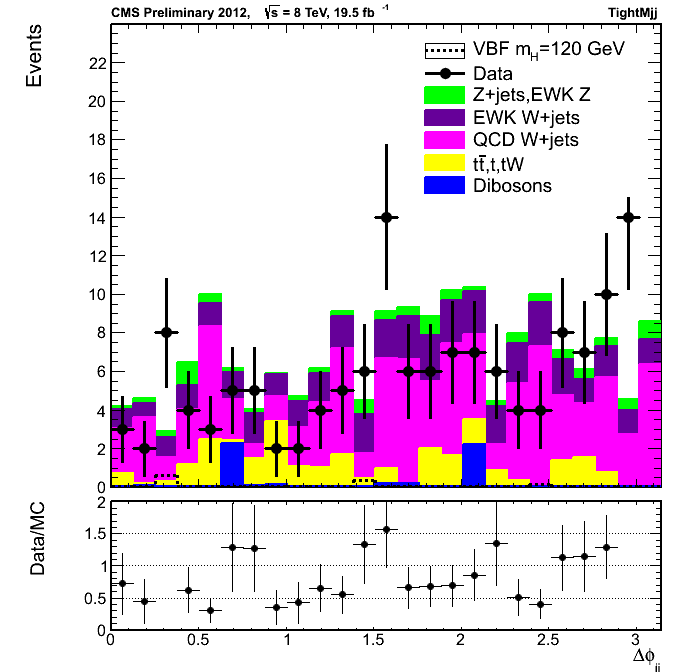 CMS Preliminary 2012, √s = 8 TeV, 19.5 fb -1 TightMjj
Events
VBF mH=120 GeV
Data
Z+jets,EWK Z
EWK W+jets
QCD W+jets
tt̄,t,tW
Dibosons
22
20
18
16
14
12
10
8
6
4
2
0
Data/MC
2
1.5
1
0.5
0
0 0.5 1 1.5 2 2.5 3
Δϕjj